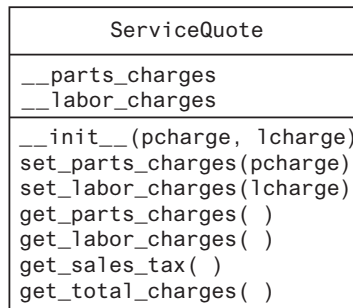 ServiceQuote
__parts_charges
__labor_charges
__init__(pcharge, lcharge)
set_parts_charges(pcharge)
set_labor_charges(lcharge)
get_parts_charges( )
get_labor_charges( )
get_sales_tax( )
get_total_charges( )